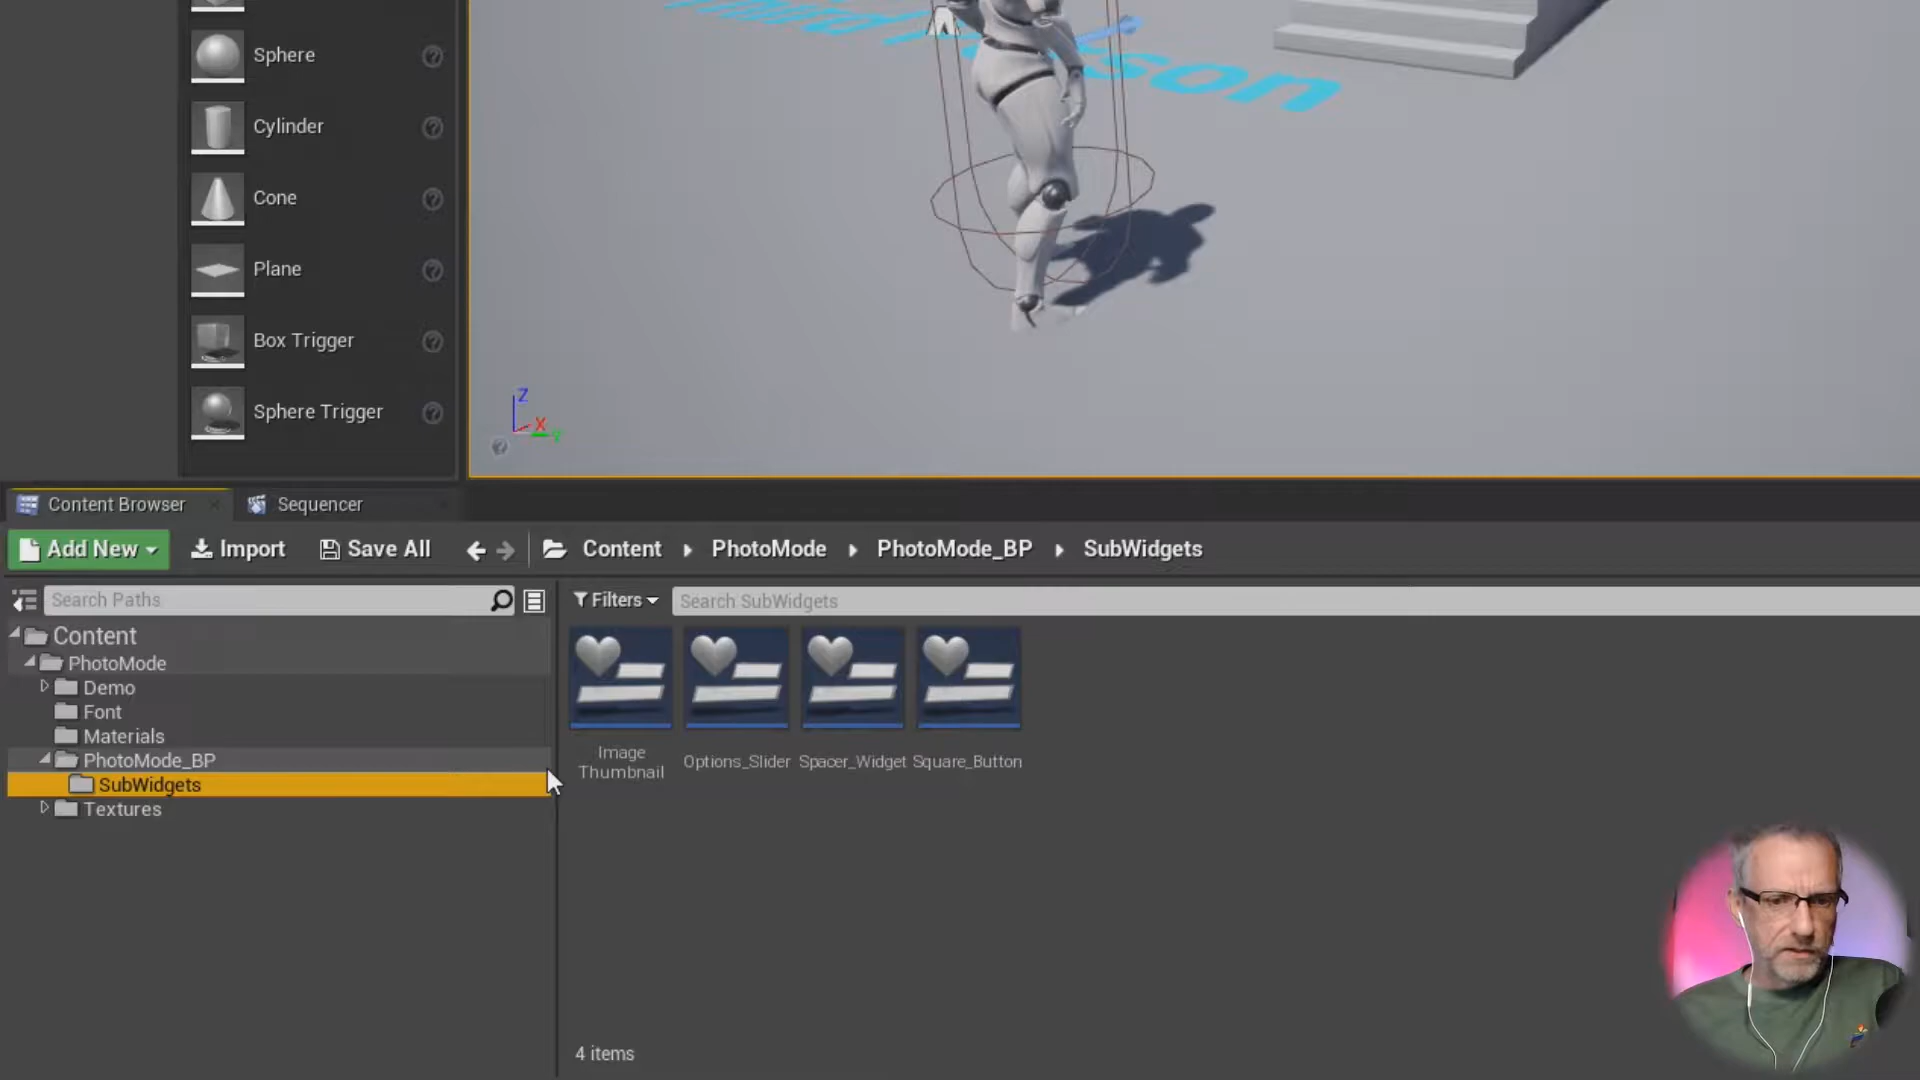 Sphere
Cylinder
Cone
Plane
Box Trigger
Sphere Trigger
Z
X
Content Browser
Sequencer
Add New
Import
Save All
Content
PhotoMode
PhotoMode_BP
SubWidgets
Search Paths
Filters
Search SubWidgets
Content
PhotoMode
Demo
Font
Materials
PhotoMode_BP
SubWidgets
Textures
Image
Thumbnail
Options_Slider
Spacer_Widget
Square_Button
4 items